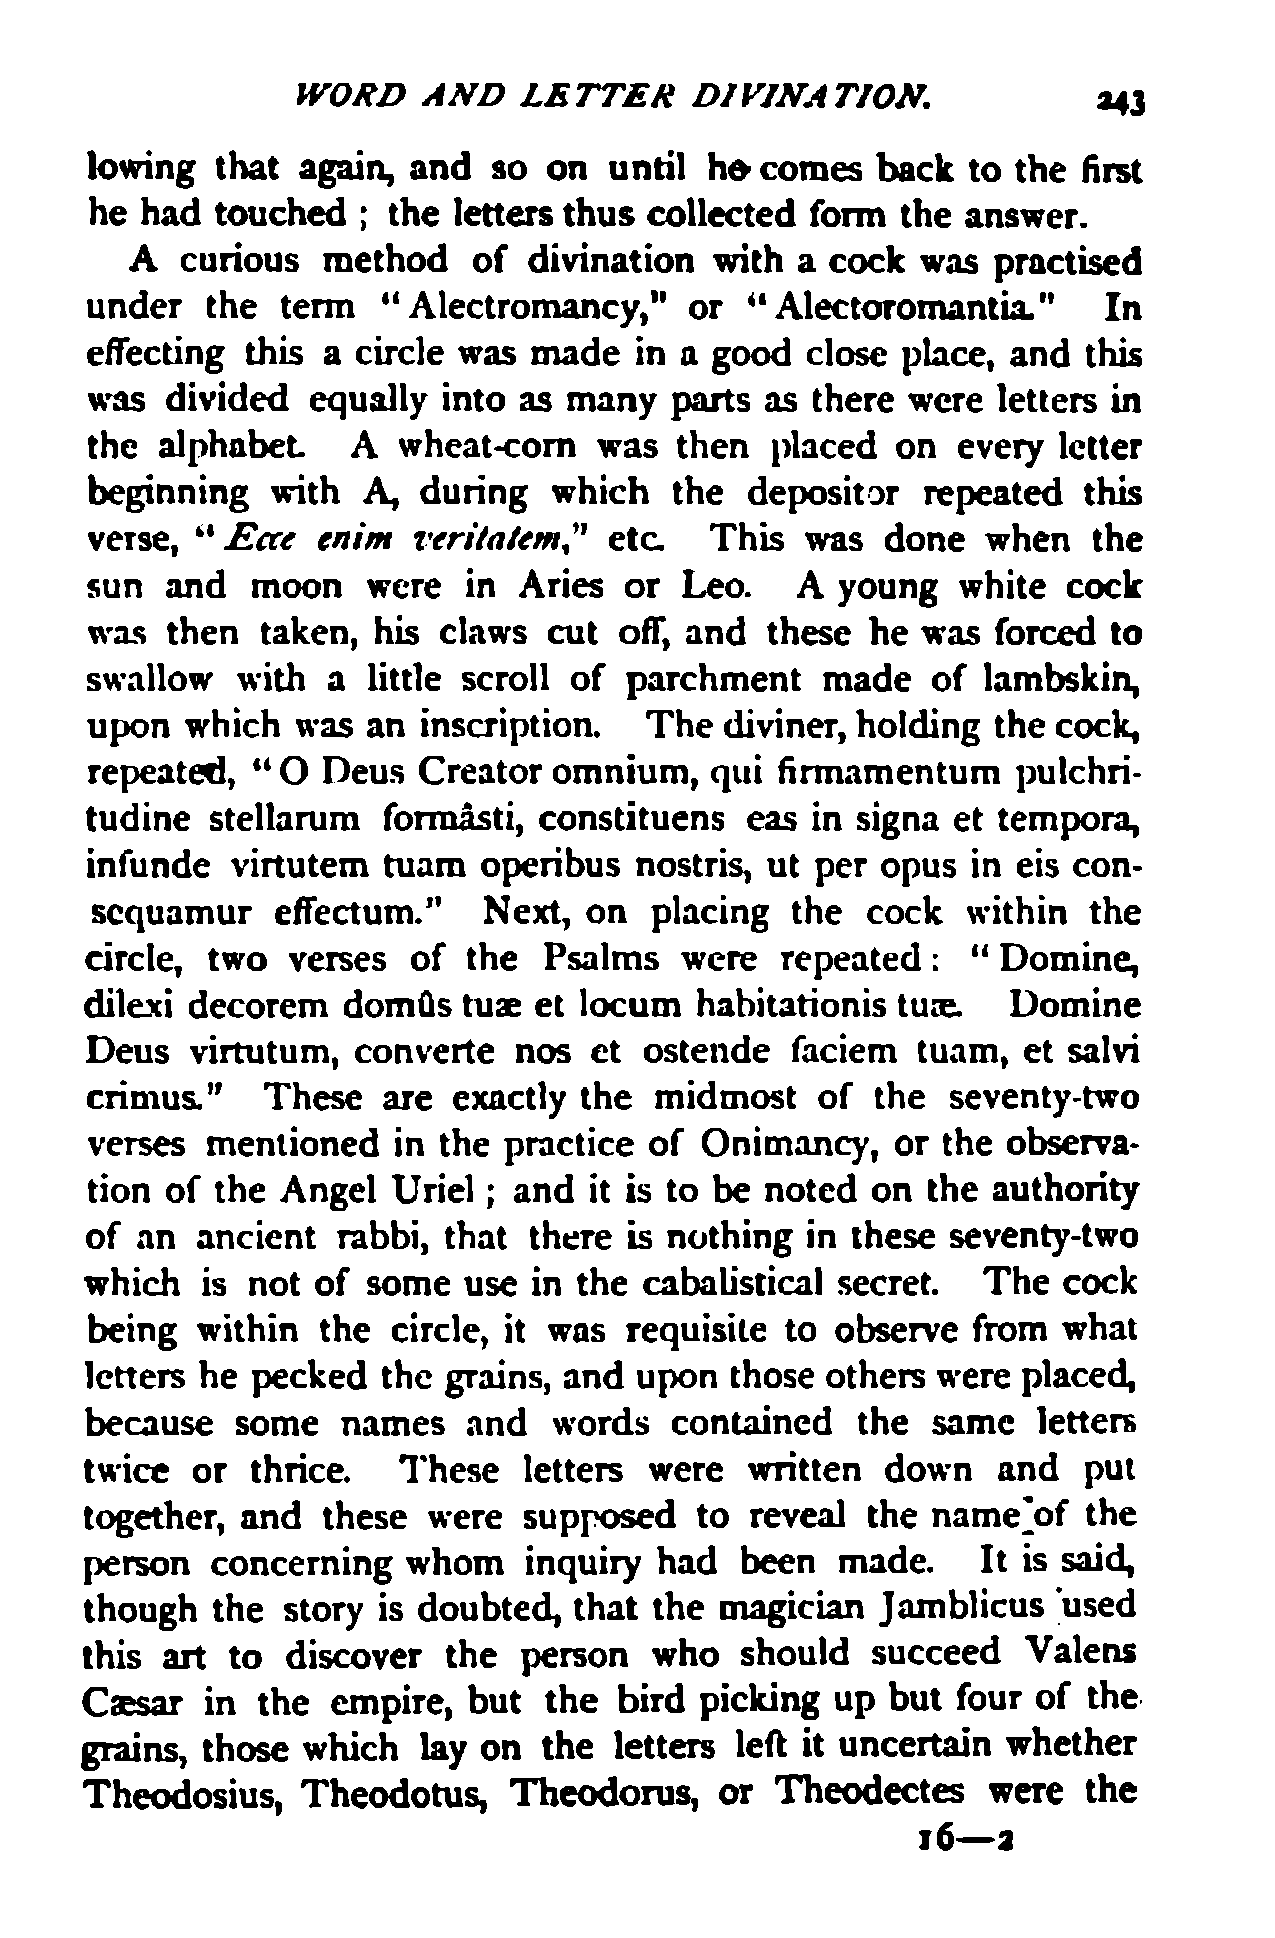 WORD AND LETTER DIVINATION. 243
lowing that again, and so on until he comes back to the first
he had touched ; the letters thus collected form the answer.
A curious method of divination with a cock was practised
under the term “ Alectromancy,” or “ Alectoromantia.” In
effecting this a circle was made in a good close place, and this
was divided equally into as many parts as there were letters in
the alphabet. A wheat-corn was then placed on every letter
beginning with A, during which the depositor repeated this
verse, “ Ecce enim veritatem,” etc. This was done when the
sun and moon were in Aries or Leo. A young white cock
was then taken, his claws cut off, and these he was forced to
swallow with a little scroll of parchment made of lambskin,
upon which was an inscription. The diviner, holding the cock,
repeated, “ O Deus Creator omnium, qui firmamentum pulchri-
tudine stellarum formâsti, constituens eas in signa et tempora,
infunde virtutem tuam operibus nostris, ut per opus in eis con-
sequamur effectum.” Next, on placing the cock within the
circle, two verses of the Psalms were repeated : “ Domine,
dilexi decorem domûs tuæ et locum habitationis tuæ. Domine
Deus virtutum, converte nos et ostende faciem tuam, et salvi
erimus.” These are exactly the midmost of the seventy-two
verses mentioned in the practice of Onimancy, or the observa-
tion of the Angel Uriel ; and it is to be noted on the authority
of an ancient rabbi, that there is nothing in these seventy-two
which is not of some use in the cabalistical secret. The cock
being within the circle, it was requisite to observe from what
letters he pecked the grains, and upon those others were placed,
because some names and words contained the same letters
twice or thrice. These letters were written down and put
together, and these were supposed to reveal the name of the
person concerning whom inquiry had been made. It is said,
though the story is doubted, that the magician Jamblicus used
this art to discover the person who should succeed Valens
Cæsar in the empire, but the bird picking up but four of the
grains, those which lay on the letters left it uncertain whether
Theodosius, Theodotus, Theodorus, or Theodectes were the
16—2